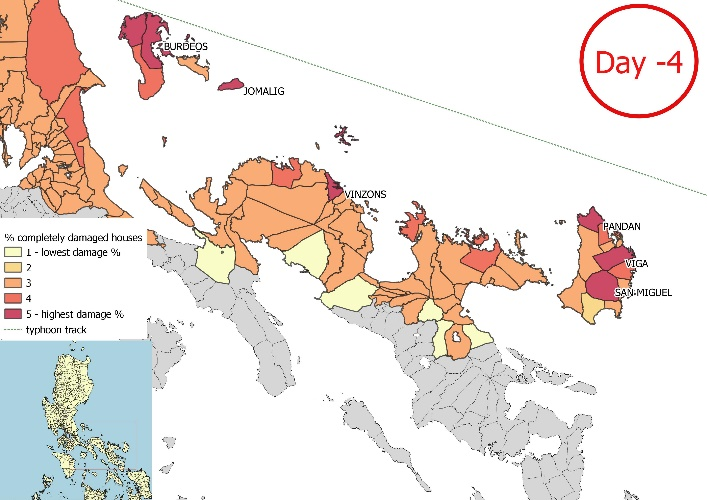 Day -4
BURDEOS
JOMALIG
VINZONS
PANDAN
VIGA
SAN-MIGUEL
% completely damaged houses
1 - lowest damage %
2
3
4
5 - highest damage %
typhoon track